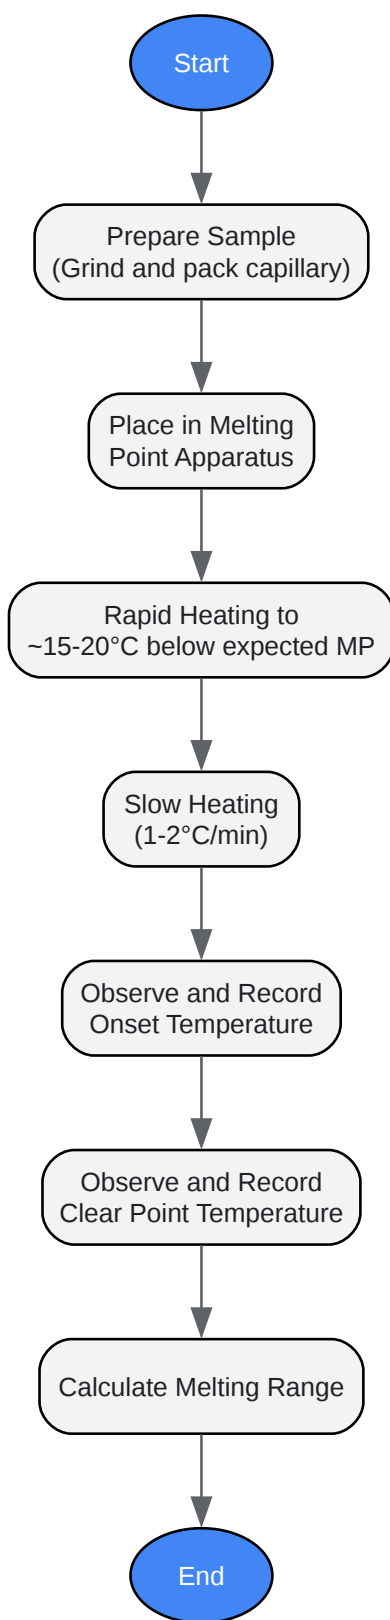 Start
Prepare Sample
(Grind and pack capillary)
Place in Melting
Point Apparatus
Rapid Heating to
~15-20°C below expected MP
Slow Heating
(1-2°C/min)
Observe and Record
Onset Temperature
Observe and Record
Clear Point Temperature
Calculate Melting Range
End